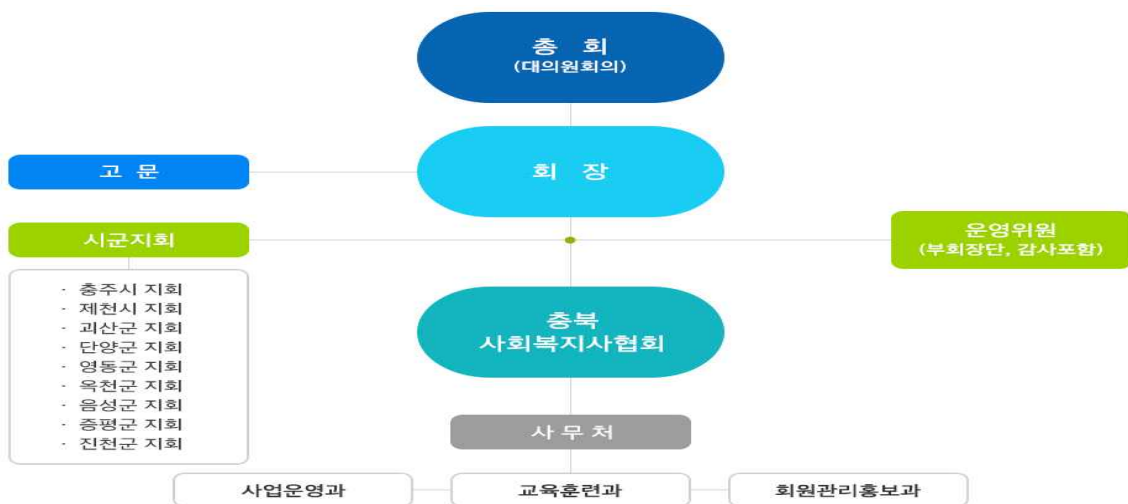 총 회
(대의원회의)
회 장
고 문
시군지회
운영위원
(부회장단, 감사포함)
· 충주시 지회
· 제천시 지회
· 괴산군 지회
· 단양군 지회
· 영동군 지회
· 옥천군 지회
· 음성군 지회
· 증평군 지회
· 진천군 지회
충북
사회복지사협회
사 무 처
사업운영과
교육훈련과
회원관리홍보과